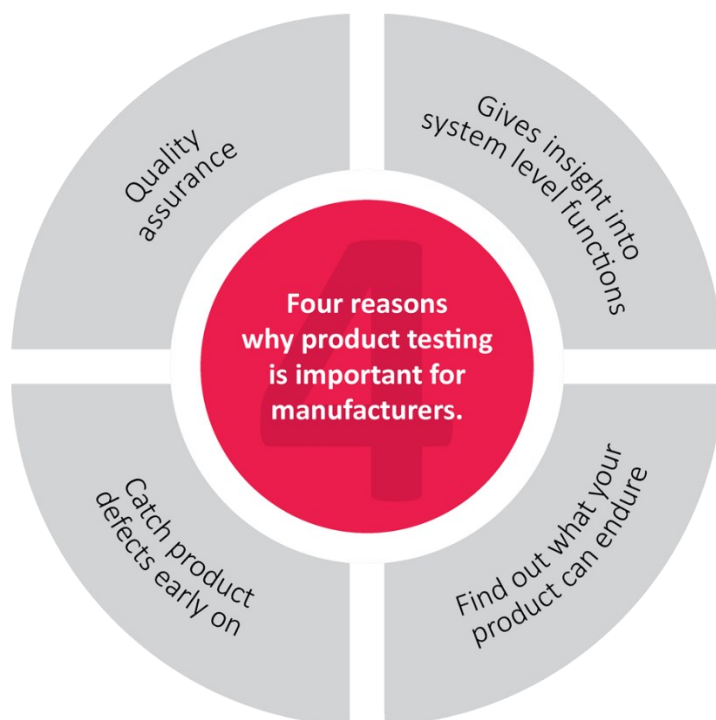 Quality
assurance
Gives insight into
system level functions
4
Four reasons
why product testing
is important for
manufacturers.
Catch product
defects early on
Find out what your
product can endure